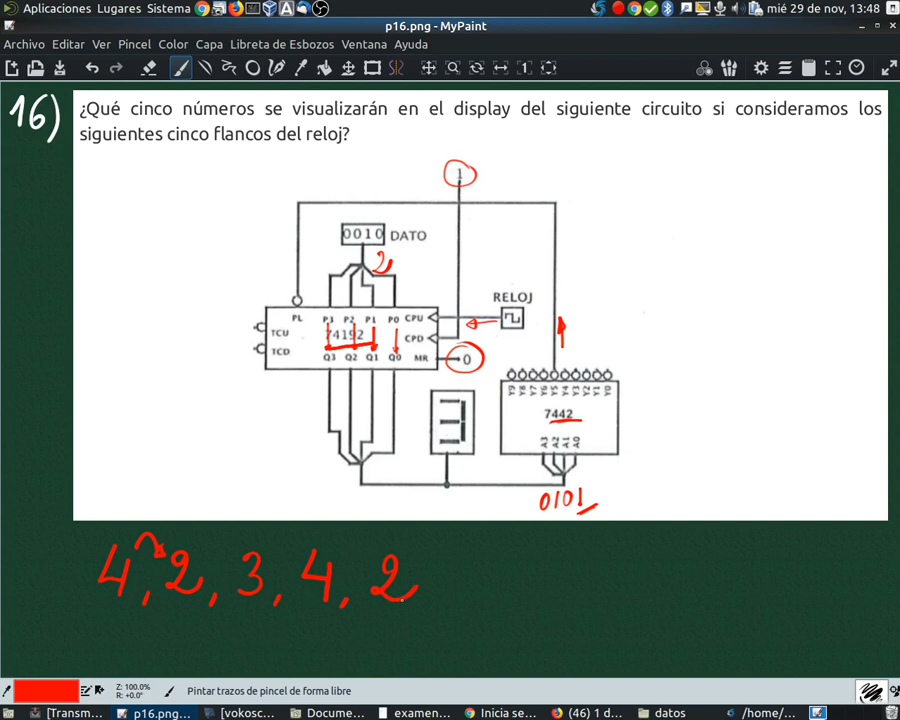 Aplicaciones Lugares Sistema
mié 29 de nov, 13:48
p16.png - MyPaint
Archivo Editar Ver Pincel Color Capa Libreta de Esbozos Ventana Ayuda
16)
¿Qué cinco números se visualizarán en el display del siguiente circuito si consideramos los
siguientes cinco flancos del reloj?
1
0010 DATO
2
RELOJ
PL P3 P2 P1 P0 CPU
TCU 74192
CPD
TCD Q3 Q2 Q1 Q0 MR 0
Y9 Y8 Y7 Y6 Y5 Y4 Y3 Y2 Y1 Y0
7442
A3 A2 A1 A0
0101
4, 2, 3, 4, 2
Z: 100.0%
R: +0.0°
Pintar trazos de pincel de forma libre
[Transm... p16.png... [vokosc... Docume... examen... Inicia se... (46) 1 d... datos /home/...